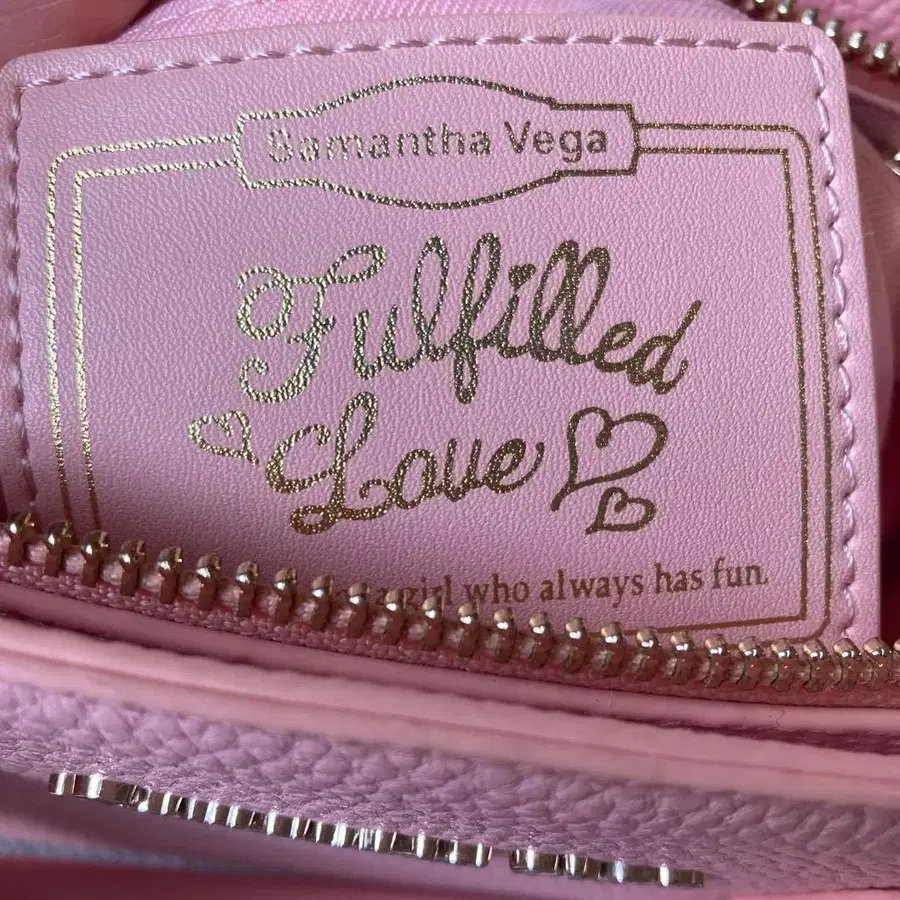 Samantha Vega
Fulfilled
Love
a girl who always has fun.